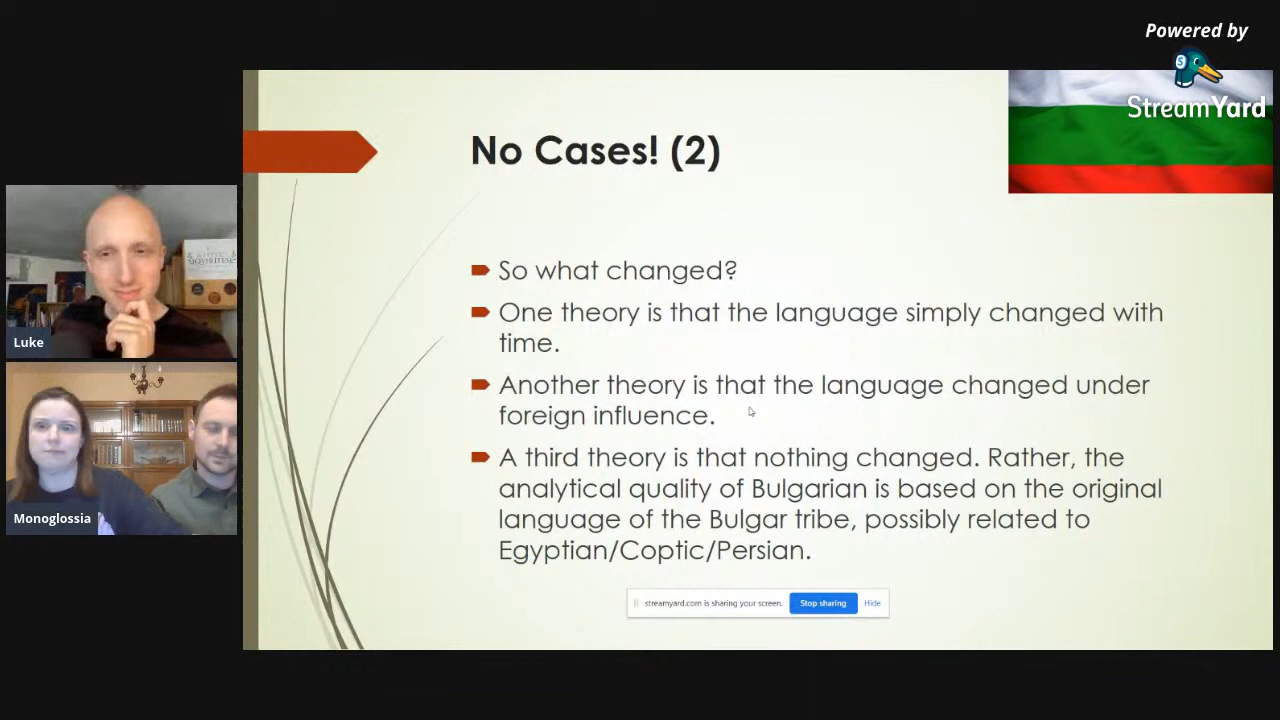 Powered by
StreamYard
No Cases! (2)
So what changed?
One theory is that the language simply changed with
time.
Another theory is that the language changed under
foreign influence.
A third theory is that nothing changed. Rather, the
analytical quality of Bulgarian is based on the original
language of the Bulgar tribe, possibly related to
Egyptian/Coptic/Persian.
streamyard.com is sharing your screen.
Stop sharing
Hide
Luke
Monoglossia